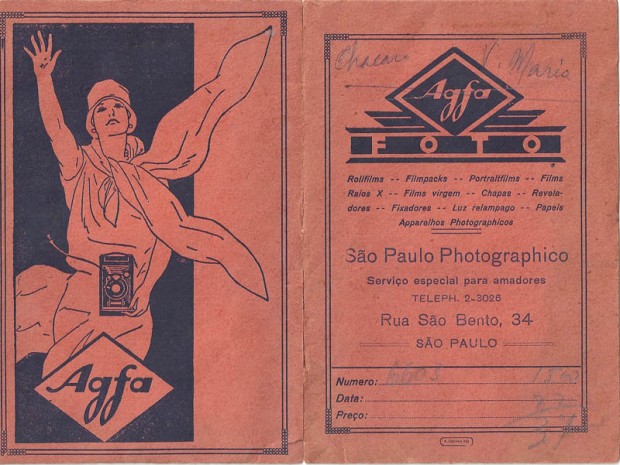 Agfa
Chacara V. Maria
Agfa
FOTO
Rollfilms -- Filmpacks -- Portraitfilms -- Films
Raios X -- Films virgem -- Chapas -- Revela-
dores -- Fixadores -- Luz relampago -- Papeis
Apparelhos Photographicos
São Paulo Photographico
Serviço especial para amadores
TELEPH. 2-3026
Rua São Bento, 34
SÃO PAULO
Numero:
Data:
Preço: